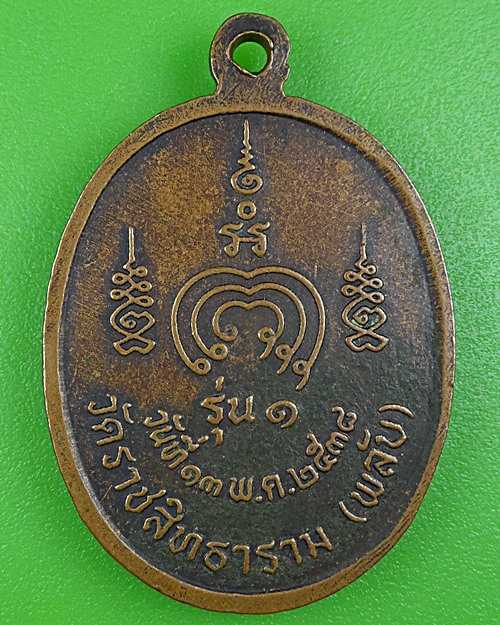 รุ่น ๑
วันที่ ๑๓ พ.ค. ๒๕๓๘
วัดราชสิทธาราม (พลับ)